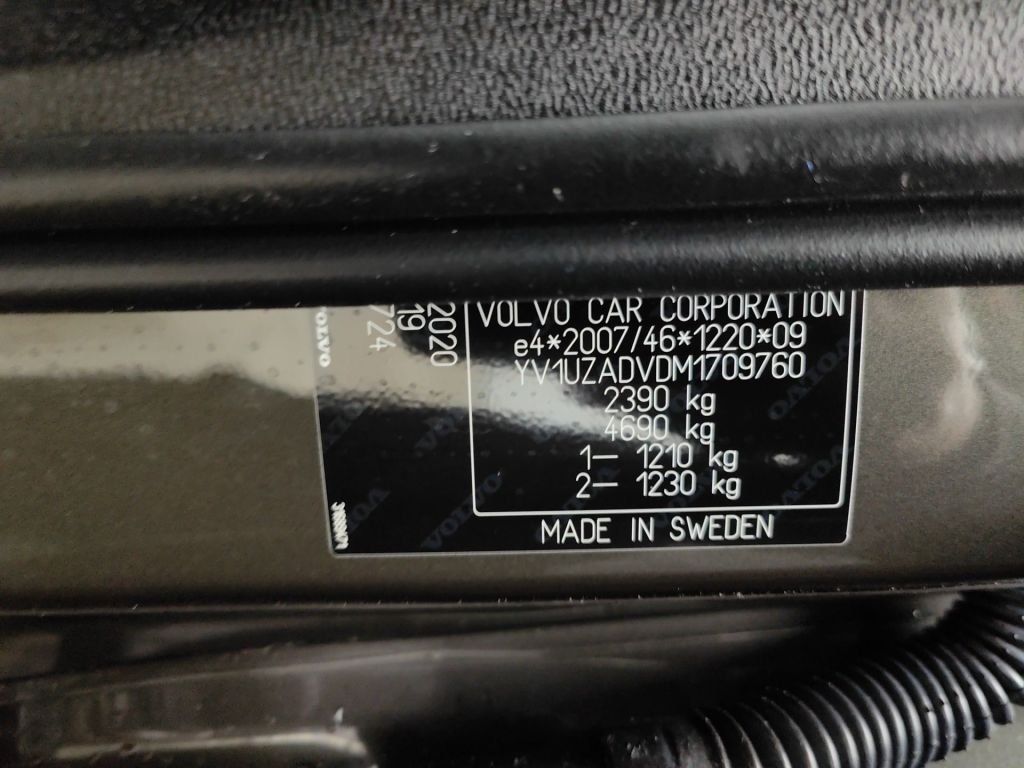 VOLVO CAR CORPORATION
e4*2007/46*1220*09
YV1UZADVDM1709760
2390 kg
4690 kg
1— 1210 kg
2— 1230 kg
MADE IN SWEDEN
2020
19
724
VOLVO